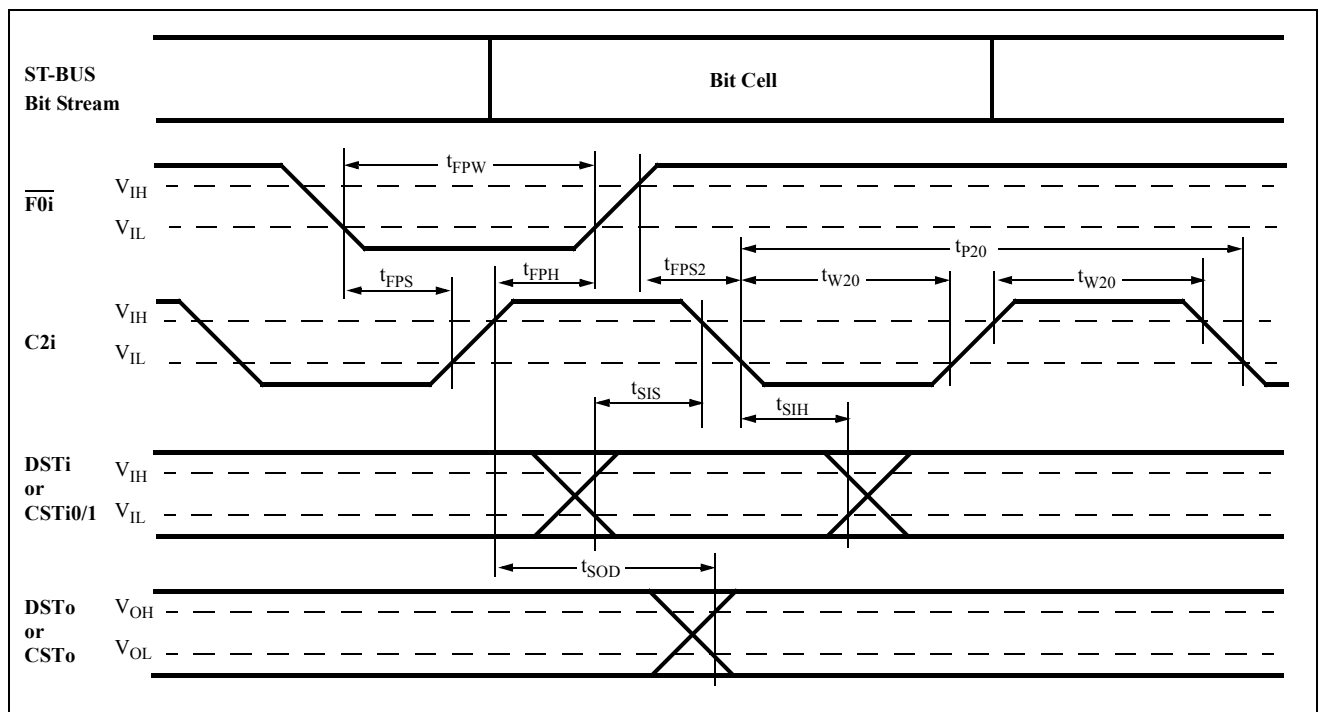 ST-BUS
Bit Stream
Bit Cell
F0i
VIH
VIL
tFPW
tFPS
tFPH
tFPS2
tP20
tW20
tW20
C2i
VIH
VIL
tSIS
tSIH
DSTi
or
CSTi0/1
VIH
VIL
tSOD
DSTo
or
CSTo
VOH
VOL